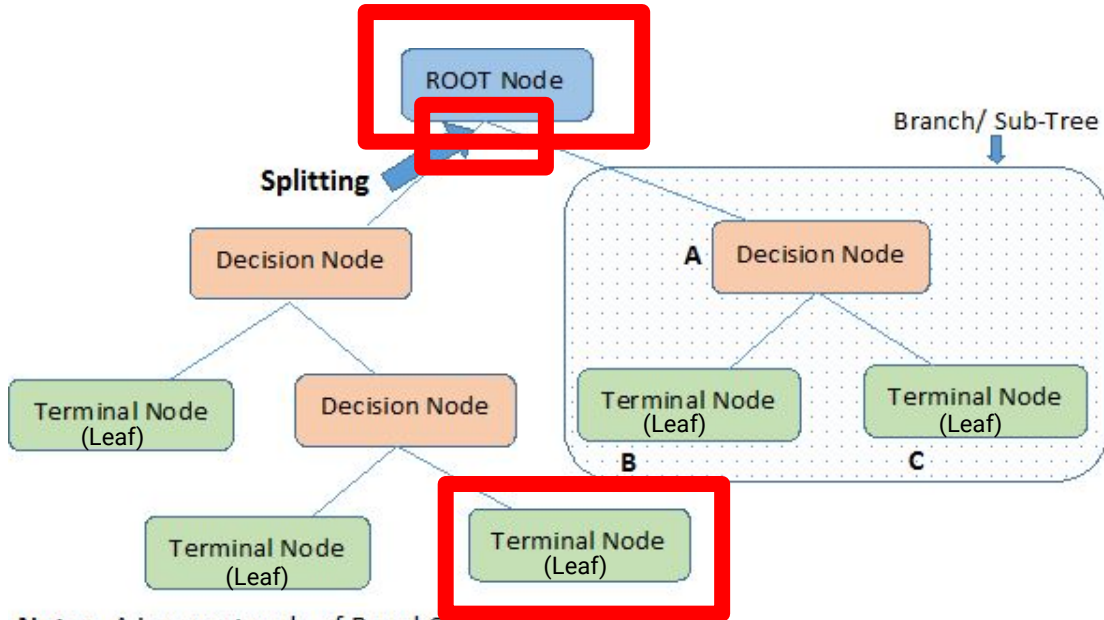 ROOT Node
Branch/ Sub-Tree
Splitting
Decision Node
A
Decision Node
Terminal Node
(Leaf)
Decision Node
Terminal Node
(Leaf)
Terminal Node
(Leaf)
B
C
Terminal Node
(Leaf)
Terminal Node
(Leaf)